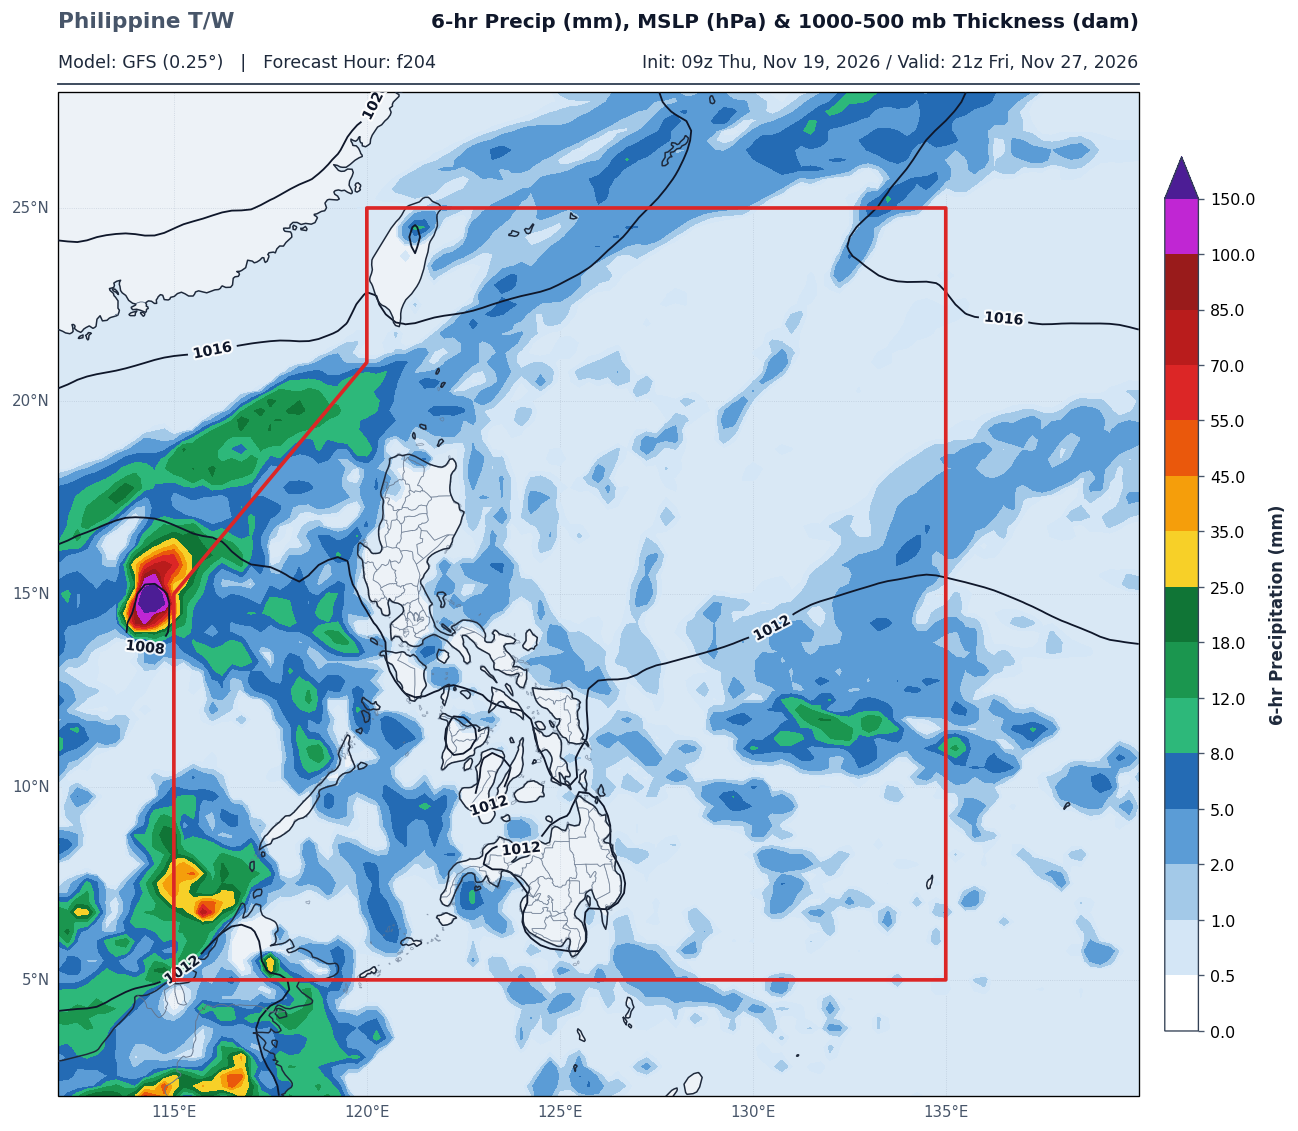 Philippine T/W
6-hr Precip (mm), MSLP (hPa) & 1000-500 mb Thickness (dam)
Model: GFS (0.25°) | Forecast Hour: f204
Init: 09z Thu, Nov 19, 2026 / Valid: 21z Fri, Nov 27, 2026
102
25°N
1016
1016
20°N
15°N
1012
1008
10°N
1012
1012
1012
5°N
115°E
120°E
125°E
130°E
135°E
150.0
100.0
85.0
70.0
55.0
45.0
35.0
25.0
18.0
12.0
8.0
5.0
2.0
1.0
0.5
0.0
6-hr Precipitation (mm)